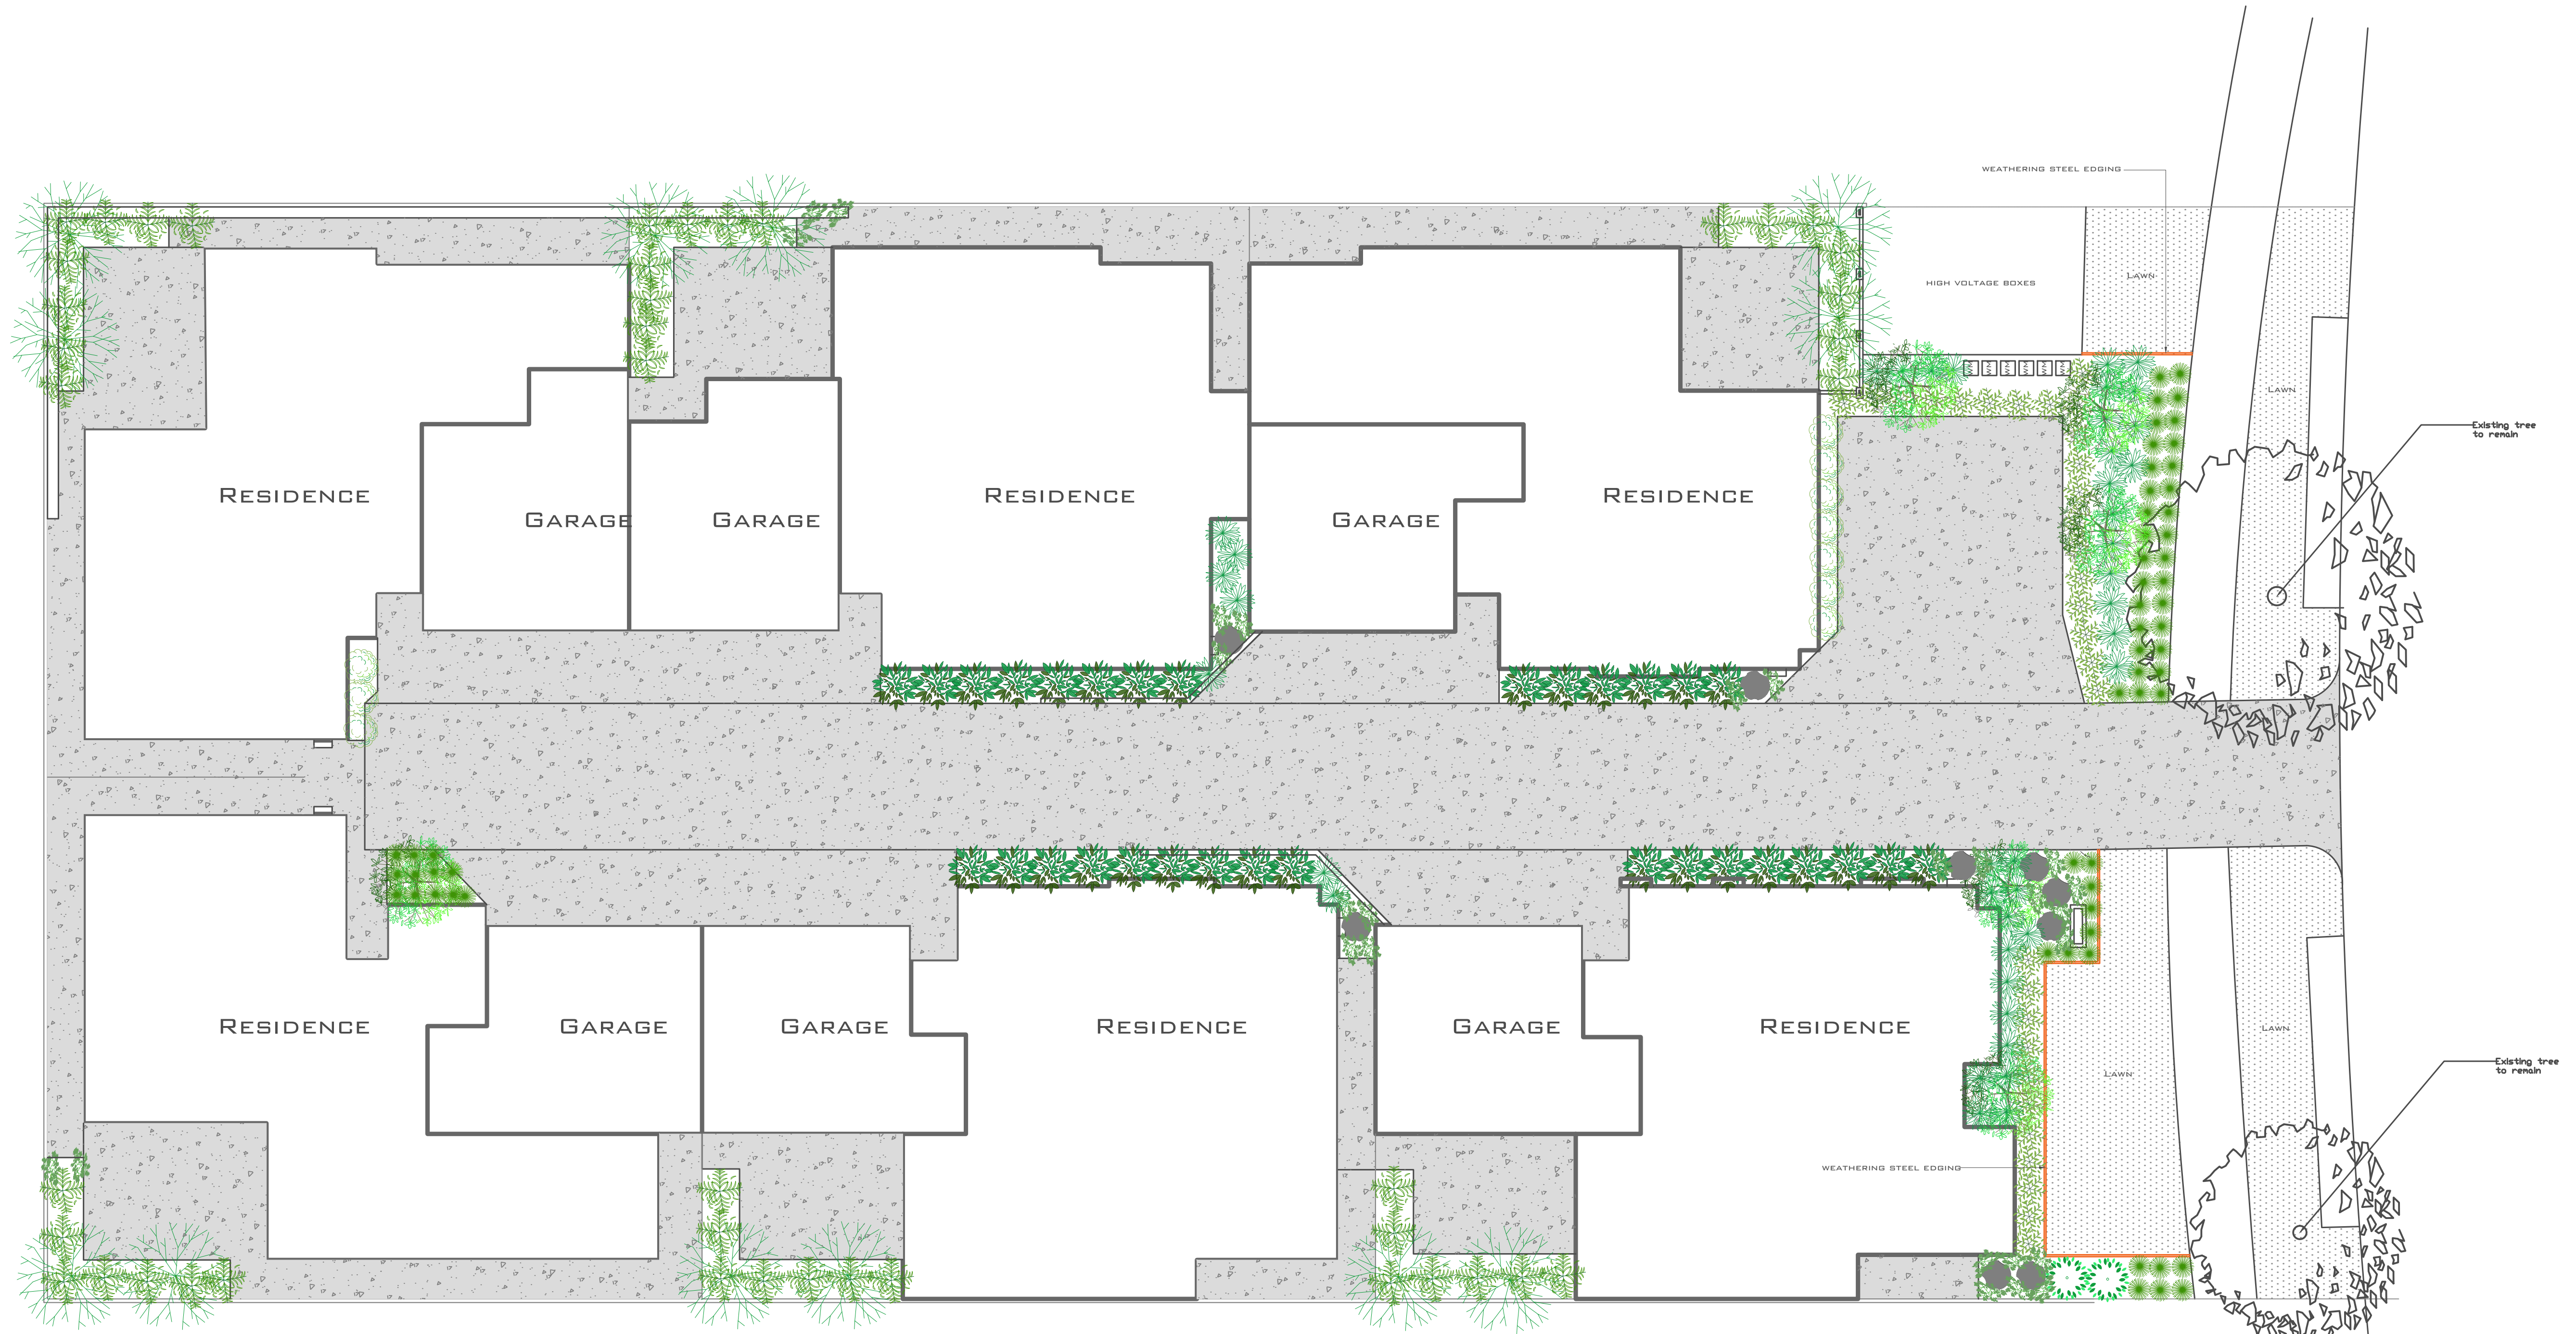 WEATHERING STEEL EDGING
LAWN
HIGH VOLTAGE BOXES
LAWN
Existing tree
to remain
RESIDENCE
RESIDENCE
RESIDENCE
GARAGE
GARAGE
GARAGE
RESIDENCE
GARAGE
GARAGE
RESIDENCE
GARAGE
RESIDENCE
LAWN
Existing tree
to remain
LAWN
WEATHERING STEEL EDGING